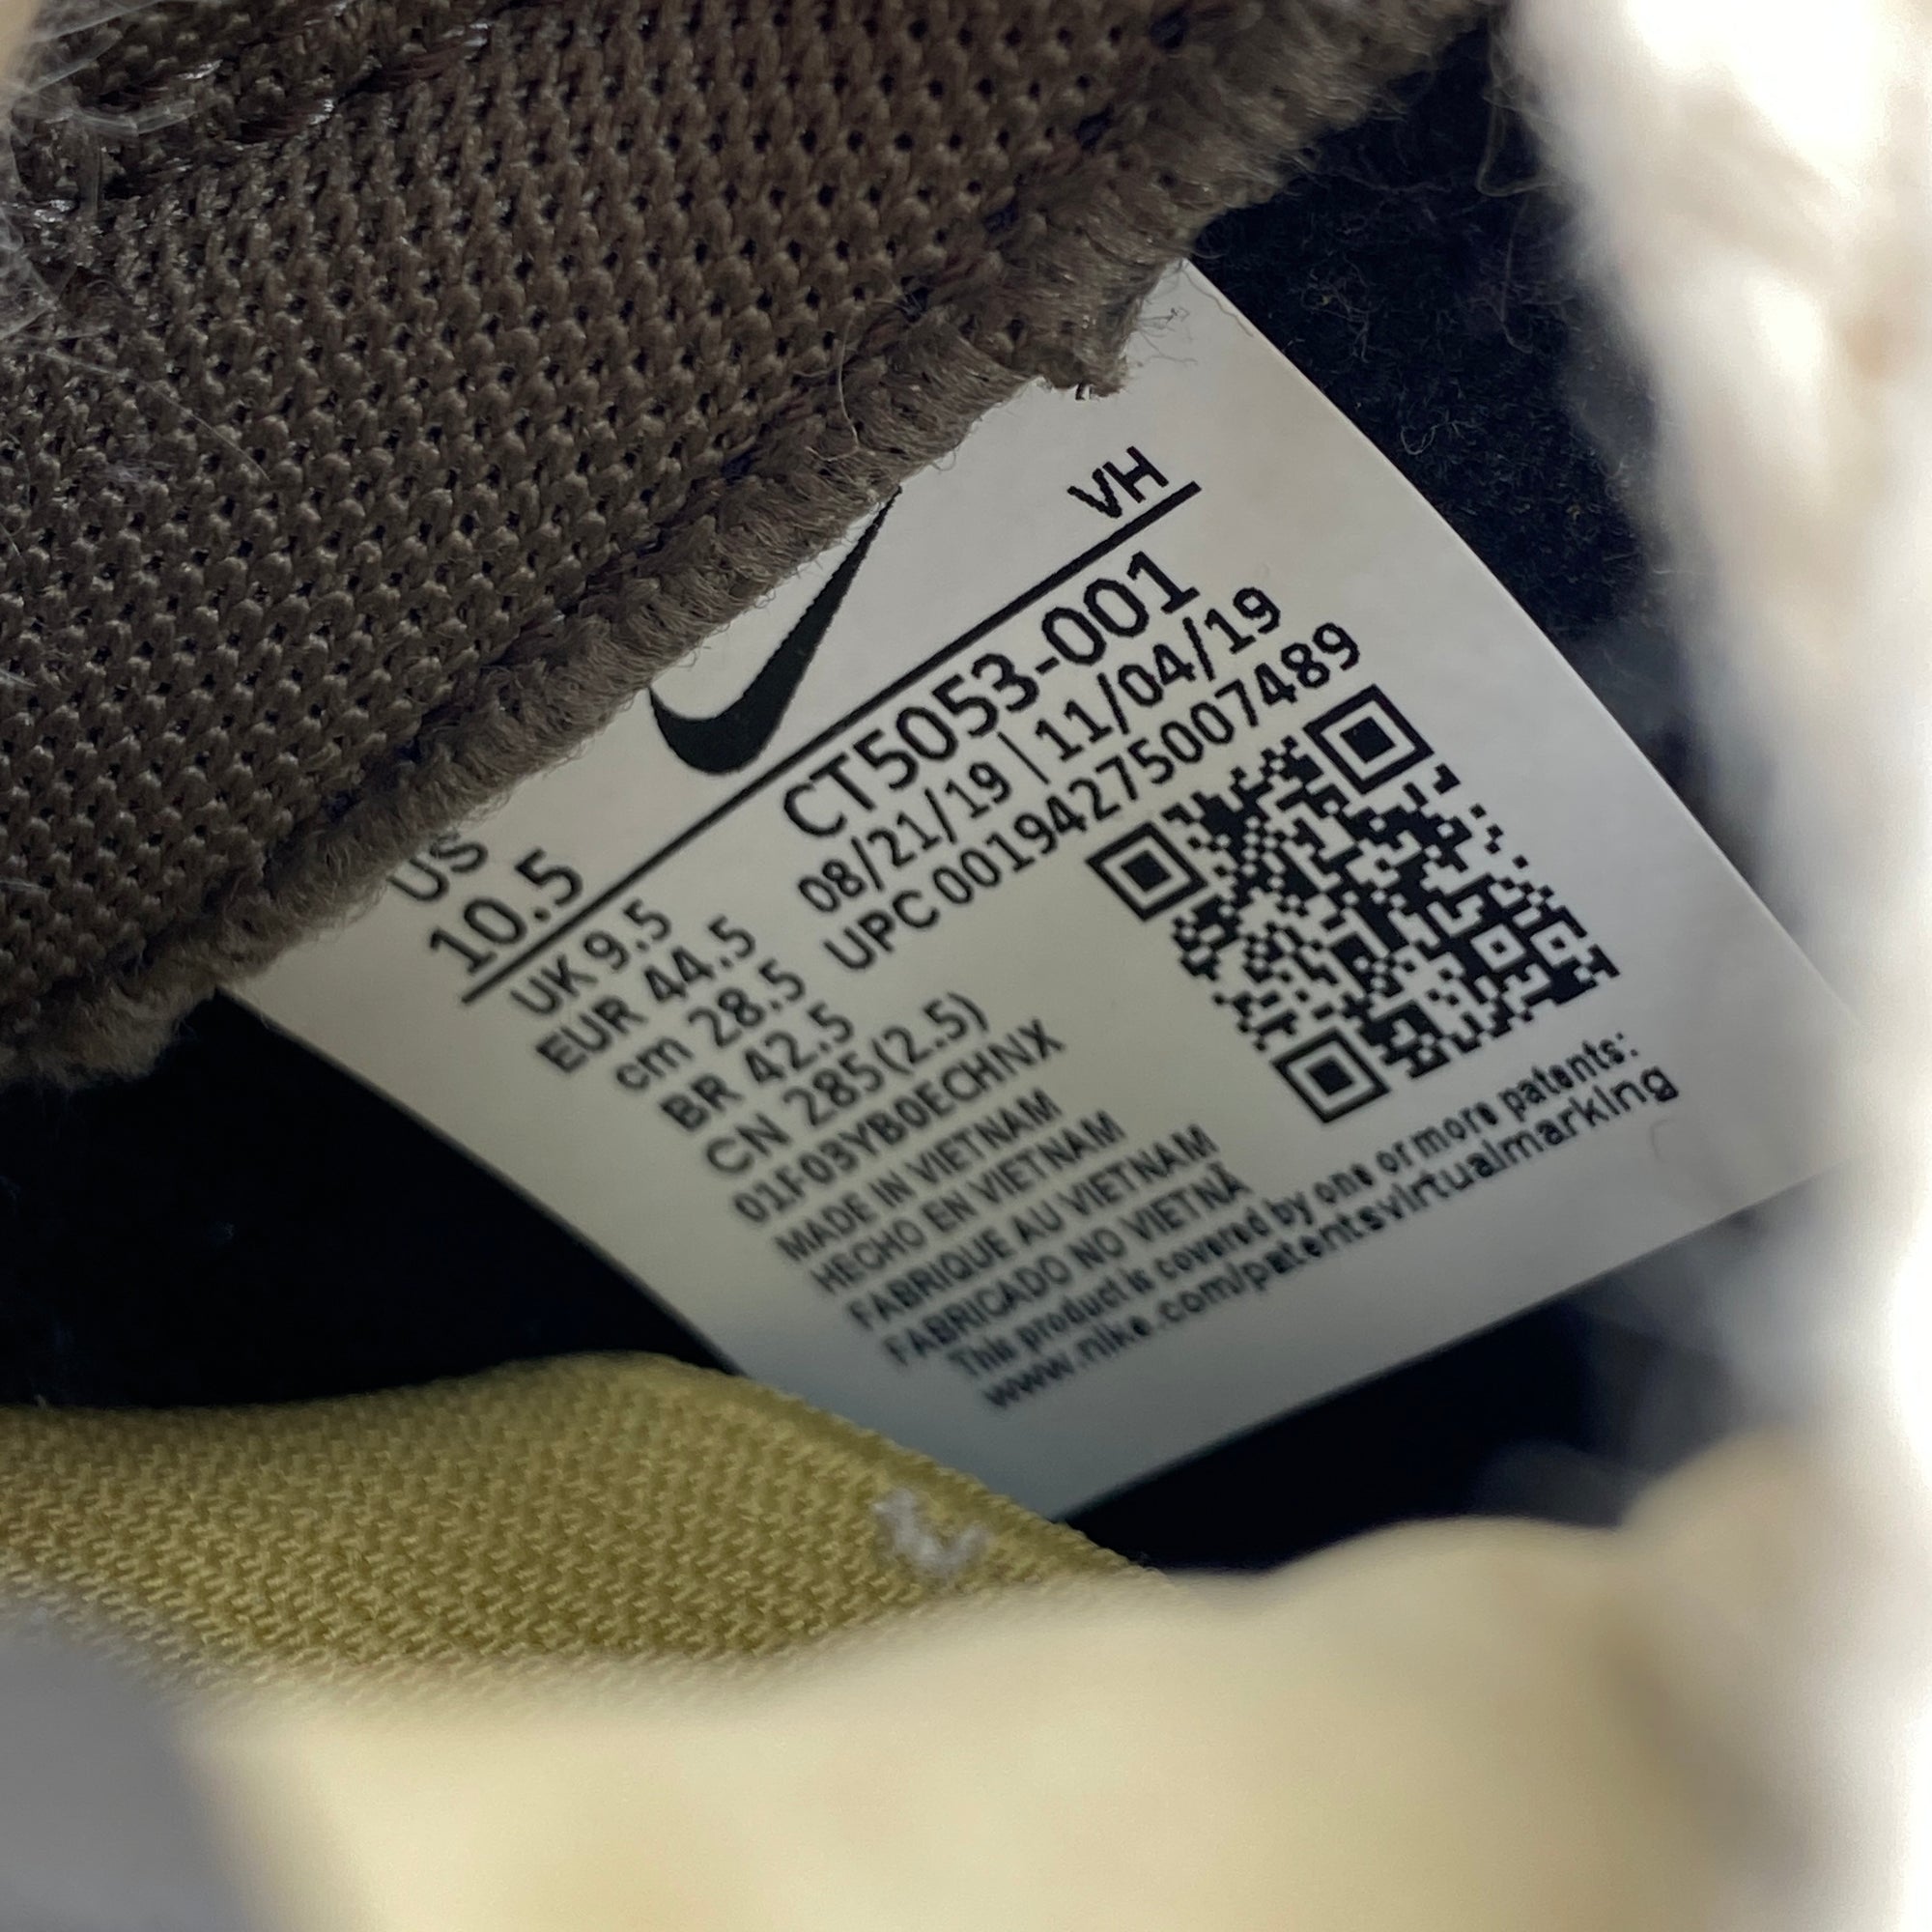 VH
US
10.5
CT5053-001
08/21/19 | 11/04/19
UPC 00194275007489
UK 9.5
EUR 44.5
cm 28.5
BR 42.5
CN 285(2.5)
01F03YB0ECHNX
MADE IN VIETNAM
HECHO EN VIETNAM
FABRIQUE AU VIETNAM
FABRICADO NO VIETNÃ
This product is covered by one or more patents:
www.nike.com/patentsvirtualmarking